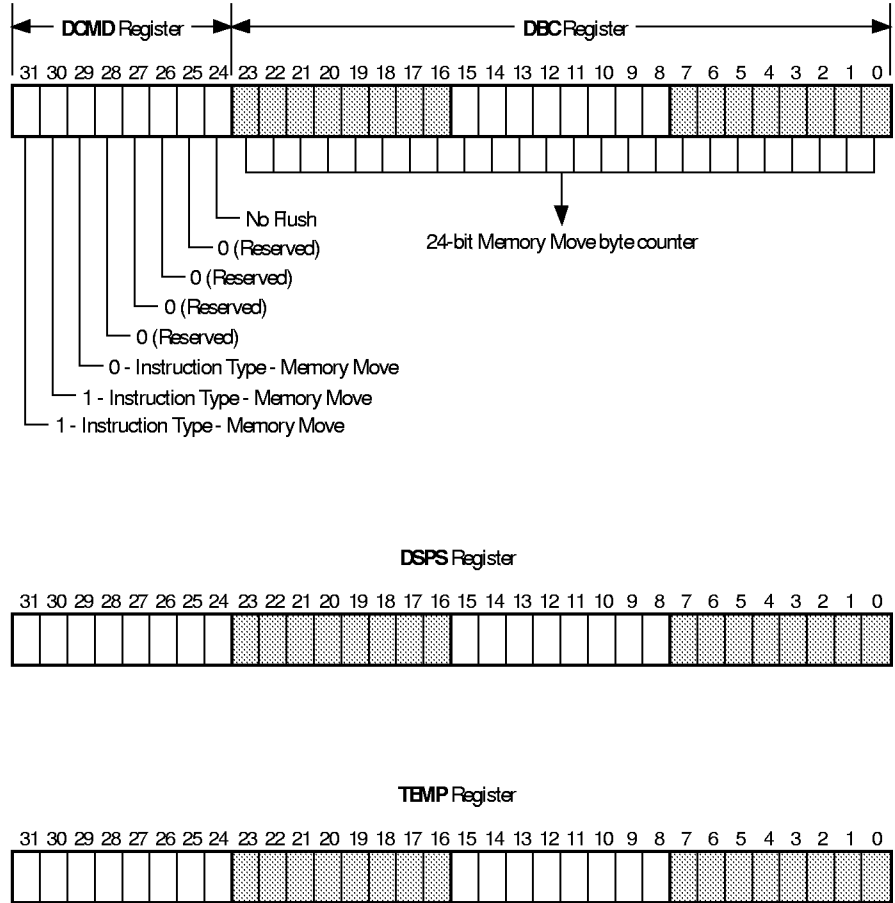 DCMD Register DBC Register
31 30 29 28 27 26 25 24 23 22 21 20 19 18 17 16 15 14 13 12 11 10 9 8 7 6 5 4 3 2 1 0
No Flush
0 (Reserved)
24-bit Memory Move byte counter
0 (Reserved)
0 (Reserved)
0 (Reserved)
0 - Instruction Type - Memory Move
1 - Instruction Type - Memory Move
1 - Instruction Type - Memory Move
DSPS Register
31 30 29 28 27 26 25 24 23 22 21 20 19 18 17 16 15 14 13 12 11 10 9 8 7 6 5 4 3 2 1 0
TEMP Register
31 30 29 28 27 26 25 24 23 22 21 20 19 18 17 16 15 14 13 12 11 10 9 8 7 6 5 4 3 2 1 0